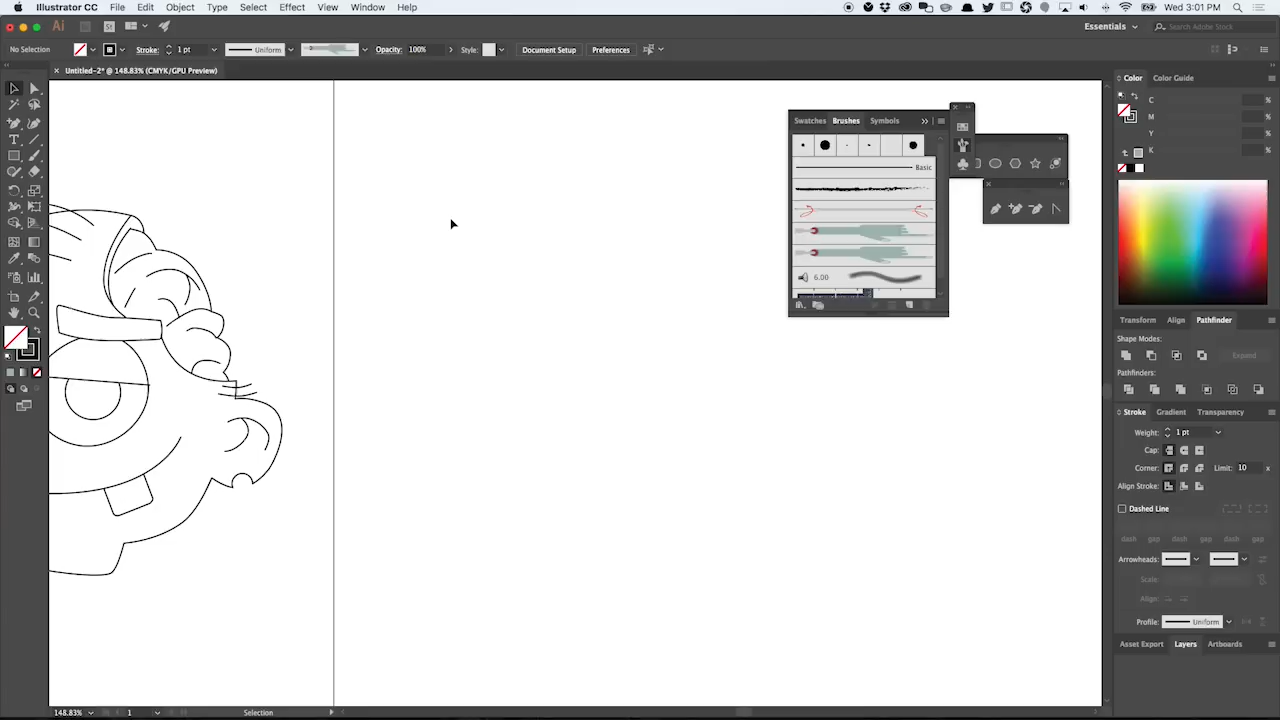 Illustrator CC File Edit Object Type Select Effect View Window Help Wed 3:01 PM
Ai St Essentials Search Adobe Stock
No Selection Stroke: 1 pt Uniform Opacity: 100% Style: Document Setup Preferences
Untitled-2* @ 148.83% (CMYK/GPU Preview)
Color Color Guide
C %
M %
Y %
K %
Swatches Brushes Symbols
Basic
6.00
Transform Align Pathfinder
Shape Modes:
Expand
Pathfinders:
Stroke Gradient Transparency
Weight: 1 pt
Cap:
Corner: Limit: 10 x
Align Stroke:
Dashed Line
dash gap dash gap dash gap
Arrowheads:
Scale:
Align:
Profile: Uniform
Asset Export Layers Artboards
148.83% 1 Selection